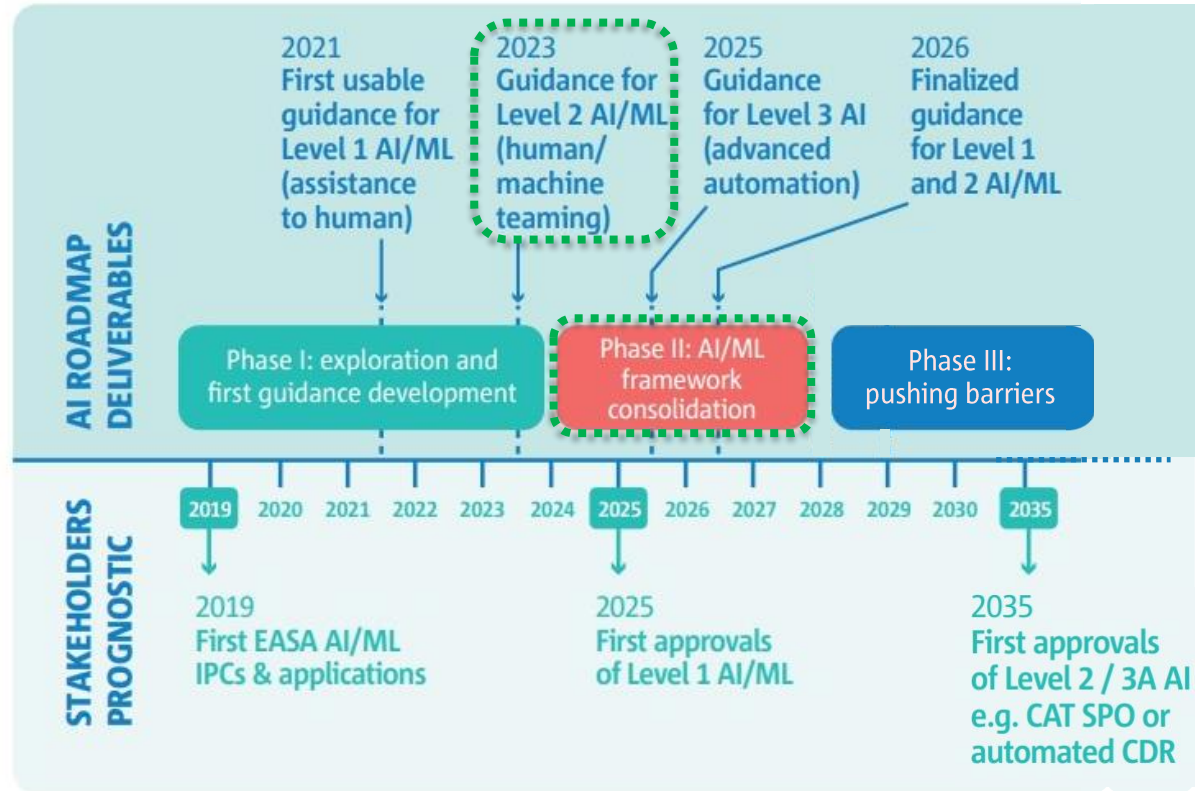 2021
First usable
guidance for
Level 1 AI/ML
(assistance
to human)
2023
Guidance for
Level 2 AI/ML
(human/
machine
teaming)
2025
Guidance
for Level 3 AI
(advanced
automation)
2026
Finalized
guidance
for Level 1
and 2 AI/ML
AI ROADMAP
DELIVERABLES
Phase I: exploration and
first guidance development
Phase II: AI/ML
framework
consolidation
Phase III:
pushing barriers
2019 2020 2021 2022 2023 2024 2025 2026 2027 2028 2029 2030 2035
STAKEHOLDERS
PROGNOSTIC
2019
First EASA AI/ML
IPCs & applications
2025
First approvals
of Level 1 AI/ML
2035
First approvals
of Level 2 / 3A AI
e.g. CAT SPO or
automated CDR